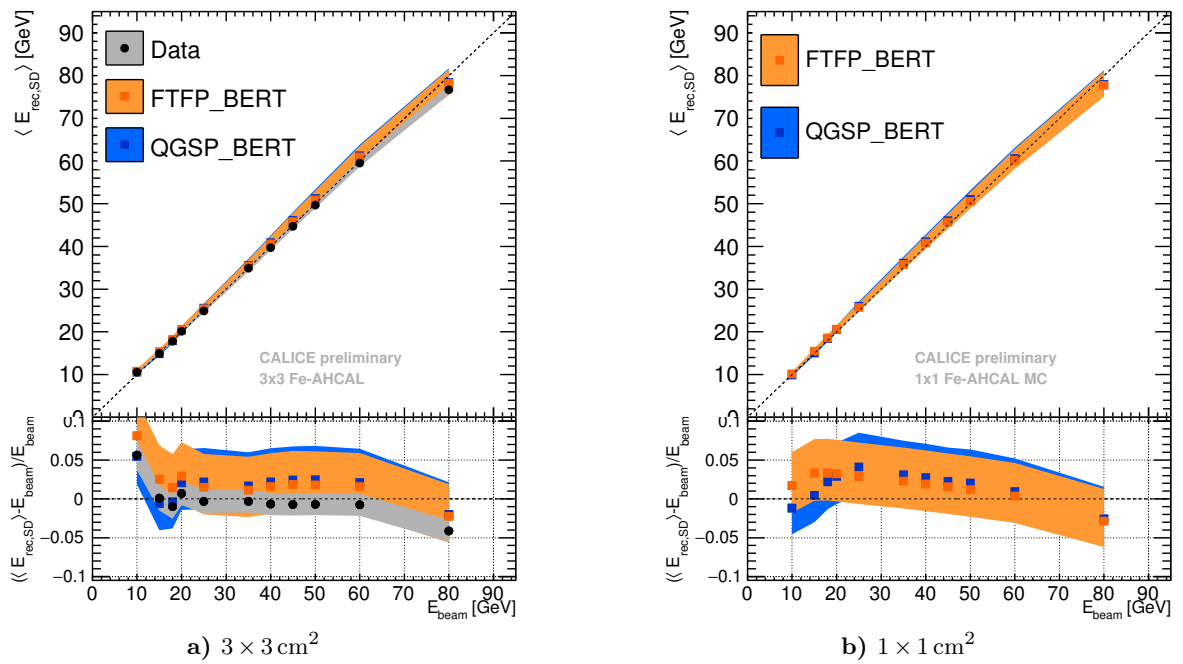 ⟨ E_rec,SD ⟩ [GeV]
90
80
70
60
50
40
30
20
10
0
Data
FTFP_BERT
QGSP_BERT
CALICE preliminary
3x3 Fe-AHCAL
(⟨ E_rec,SD ⟩-E_beam)/E_beam
0.1
0.05
0
−0.05
−0.1
0 10 20 30 40 50 60 70 80 90
E_beam [GeV]
a) 3 × 3 cm²
⟨ E_rec,SD ⟩ [GeV]
90
80
70
60
50
40
30
20
10
0
FTFP_BERT
QGSP_BERT
CALICE preliminary
1x1 Fe-AHCAL MC
(⟨ E_rec,SD ⟩-E_beam)/E_beam
0.1
0.05
0
−0.05
−0.1
0 10 20 30 40 50 60 70 80 90
E_beam [GeV]
b) 1 × 1 cm²